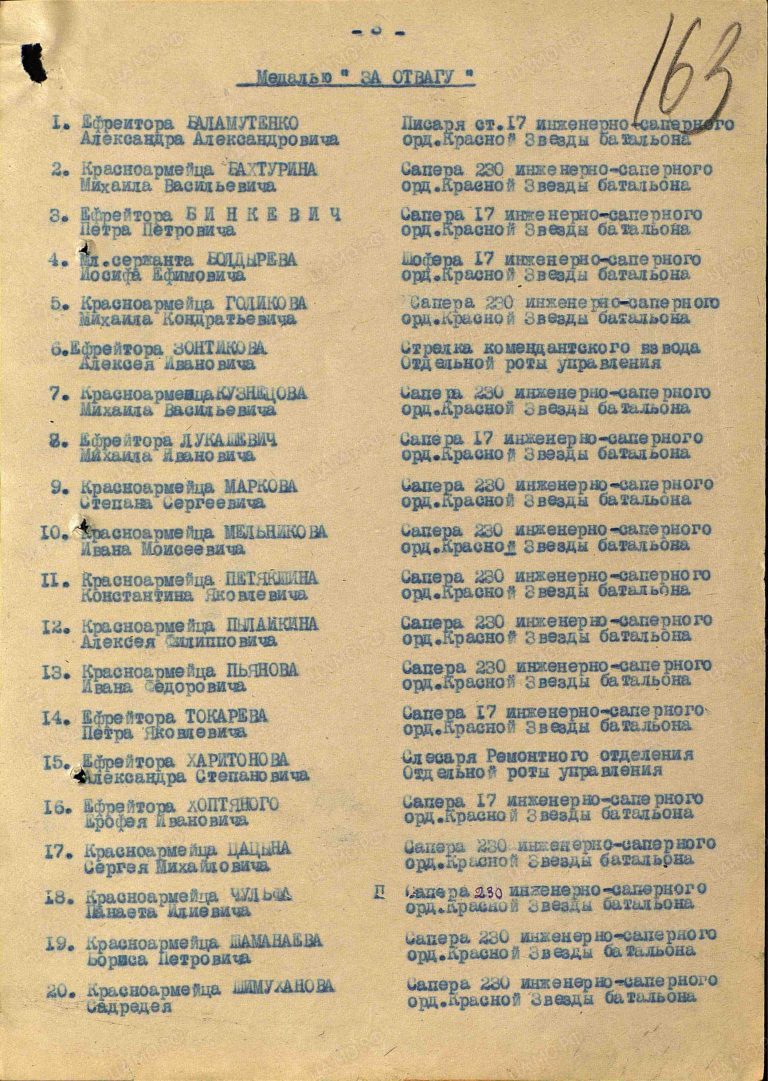 163
- 3 -
Медалью " ЗА ОТВАГУ "
1. Ефрейтора БАЛАМУТЕНКО Писаря ст.17 инженерно-саперного
Александра Александровича орд.Красной Звезды батальона
2. Красноармейца БАХТУРИНА Сапера 230 инженерно-саперного
Михаила Васильевича орд.Красной Звезды батальона
3. Ефрейтора Б И Н К Е В И Ч Сапера 17 инженерно-саперного
Петра Петровича орд.Красной Звезды батальона
4. Мл.сержанта БОЛДЫРЕВА Шофера 17 инженерно-саперного
Иосифа Ефимовича орд.Красной Звезды батальона
5. Красноармейца ГОЛИКОВА Сапера 230 инженерно-саперного
Михаила Кондратьевича орд.Красной Звезды батальона
6.Ефрейтора ЗОНТИКОВА Стрелка комендантского взвода
Алексея Ивановича Отдельной роты управления
7. КрасноармейцаКУЗНЕЦОВА Сапера 230 инженерно-саперного
Михаила Васильевича орд.Красной Звезды батальона
8. Ефрейтора ЛУКАШЕВИЧ Сапера 17 инженерно-саперного
Михаила Ивановича орд.Красной Звезды батальона
9. Красноармейца МАРКОВА Сапера 230 инженерно-саперного
Степана Сергеевича орд.Красной Звезды батальона
10. Красноармейца МЕЛЬНИКОВА Сапера 230 инженерно-саперного
Ивана Моисеевича орд.Красной Звезды батальона
11. Красноармейца ПЕТЯКШИНА Сапера 230 инженерно-саперного
Константина Яковлевича орд.Красной Звезды батальона
12. Красноармейца ПЫЛАЙКИНА Сапера 230 инженерно-саперного
Алексея Филипповича орд.Красной Звезды батальона
13. Красноармейца ПЬЯНОВА Сапера 230 инженерно-саперного
Ивана Федоровича орд.Красной Звезды батальона
14. Ефрейтора ТОКАРЕВА Сапера 17 инженерно-саперного
Петра Яковлевича орд.Красной Звезды батальона
15. Ефрейтора ХАРИТОНОВА Слесаря Ремонтного отделения
Александра Степановича Отдельной роты управления
16. Ефрейтора ХОПТЯНОГО Сапера 17 инженерно-саперного
Ерофея Ивановича орд.Красной Звезды батальона
17. Красноармейца ЦАЦЫНА Сапера 230 инженерно-саперного
Сергея Михайловича орд.Красной Звезды батальона
18. Красноармейца ЧУЛЬФА П Сапера 230 инженерно-саперного
Панаета Илиевича орд.Красной Звезды батальона
19. Красноармейца ШАМАНАЕВА Сапера 230 инженерно-саперного
Бориса Петровича орд.Красной Звезды батальона
20. Красноармейца ШИМУХАНОВА Сапера 230 инженерно-саперного
Садредея орд.Красной Звезды батальона